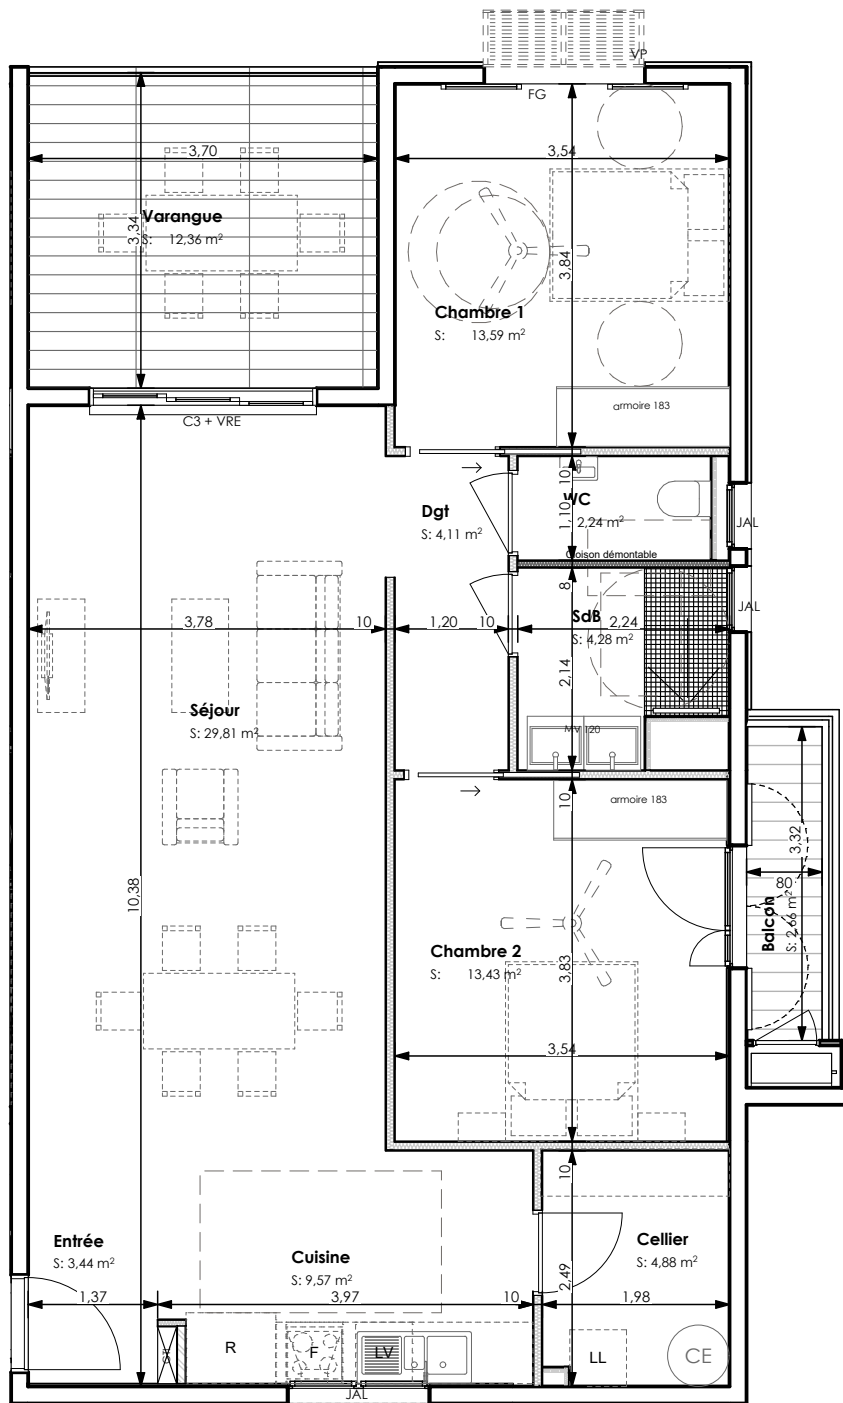 VP
FG
3,70
3,54
Varangue
S: 12,36 m²
3,34
3,84
Chambre 1
S: 13,59 m²
armoire 183
C3 + VRE
10
WC
2,24 m²
1,10
Dgt
S: 4,11 m²
JAL
Cloison démontable
8
JAL
SdB
S: 4,28 m²
3,78
10
1,20
10
2,24
2,14
Séjour
S: 29,81 m²
MV 120
10
armoire 183
3,32
80
Balcon
S: 2,66 m²
10,38
Chambre 2
S: 13,43 m²
3,83
3,54
10
Entrée
S: 3,44 m²
Cuisine
S: 9,57 m²
Cellier
S: 4,88 m²
2,49
1,37
3,97
10
1,98
R
F
LV
LL
CE
JAL